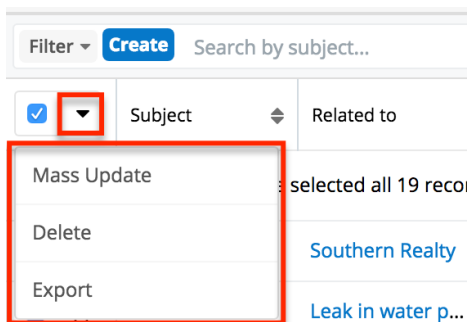 Filter Create Search by subject...
Subject Related to
Mass Update
selected all 19 recor
Delete
Southern Realty
Export
Leak in water p...